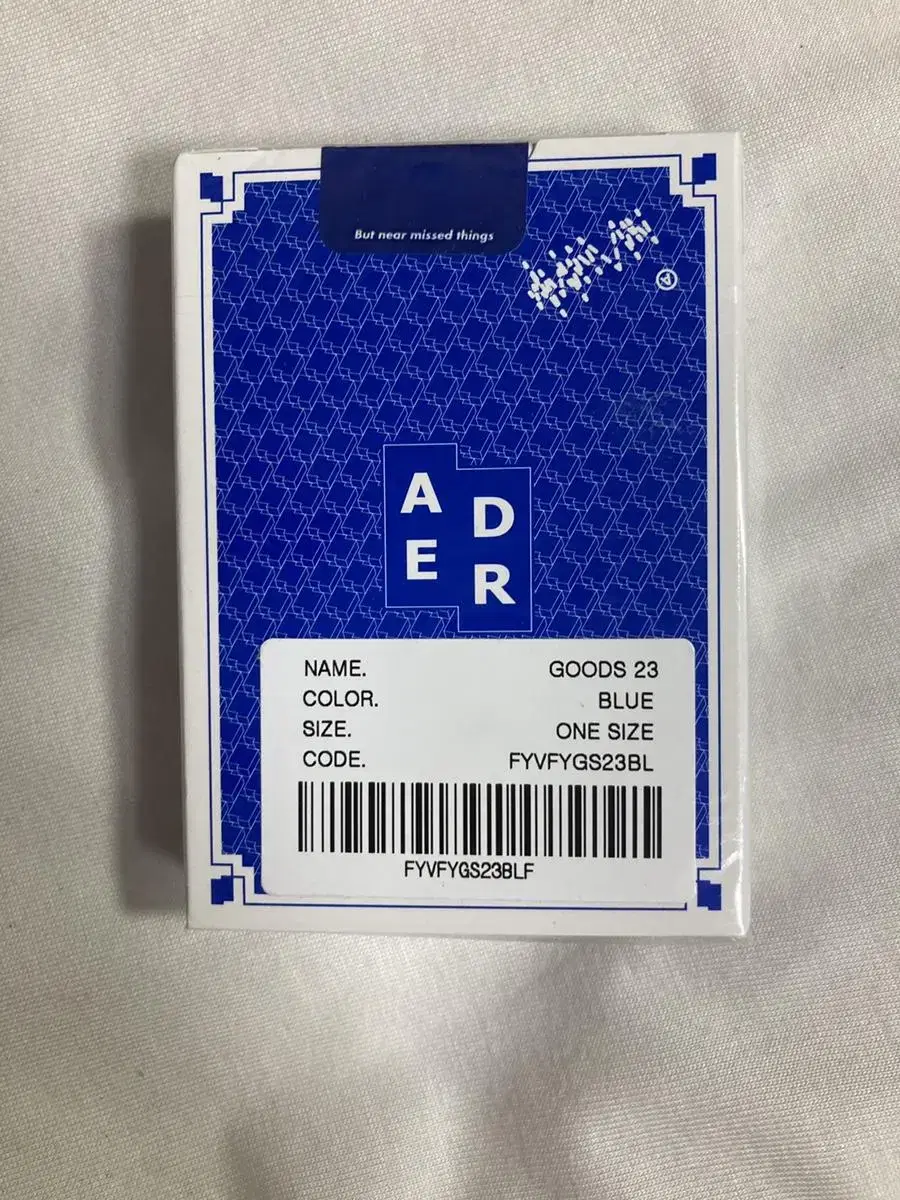 But near missed things
A D
E R
NAME. GOODS 23
COLOR. BLUE
SIZE. ONE SIZE
CODE. FYVFYGS23BL
FYVFYGS23BLF